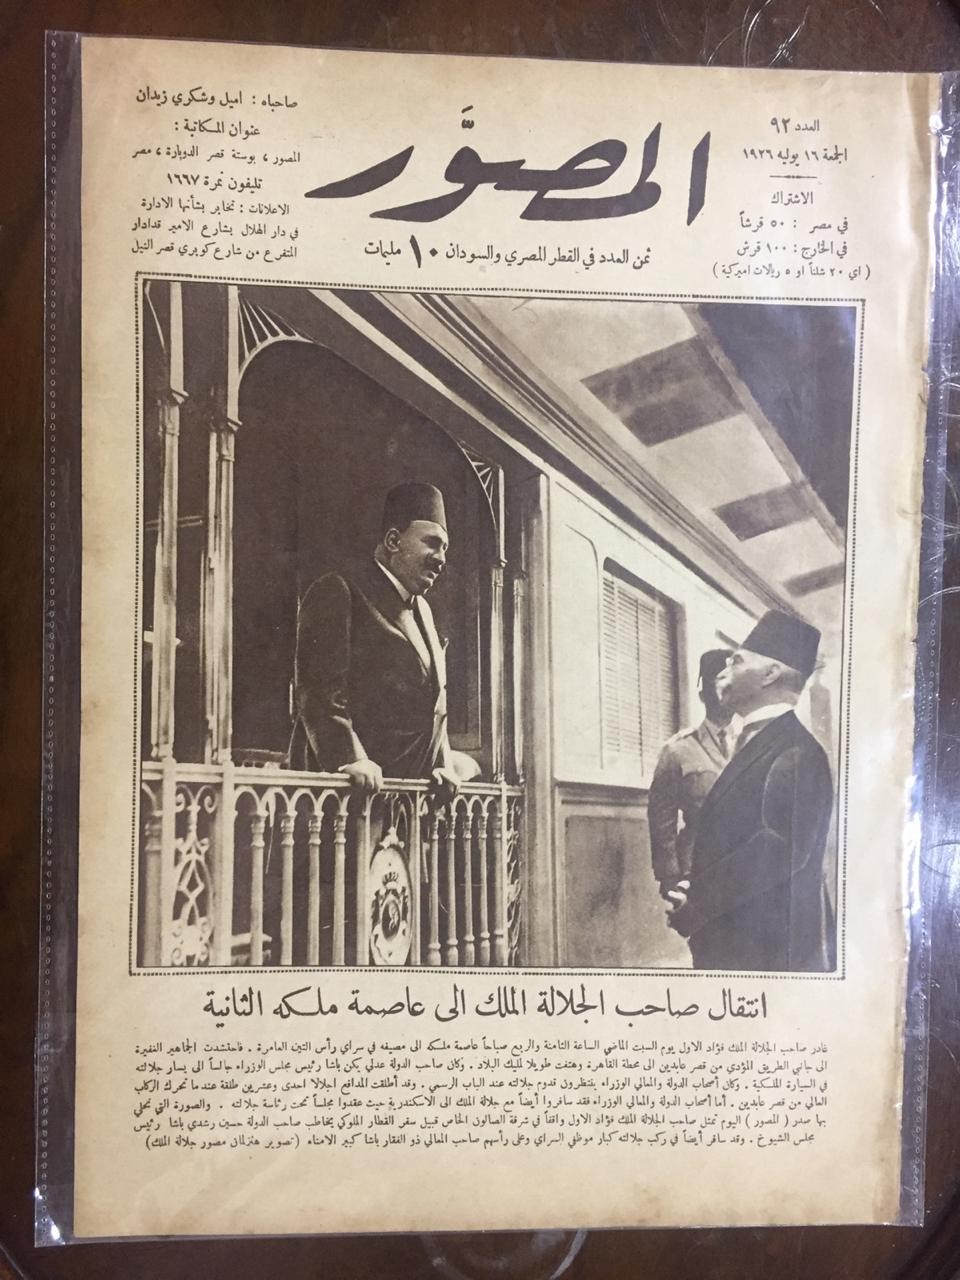 العدد ٩٢
الجمعة ١٦ يوليه ١٩٢٦
الاشتراك
في مصر : ٥٠ قرشاً
في الخارج : ١٠٠ قرش
( اي ٢٠ شلناً او ٥ ريالات اميركية )
المصوَّر
ثمن العدد في القطر المصري والسودان ١٠ مليمات
صاحباه : اميل وشكري زيدان
عنوان المكاتبة :
المصور ، بوستة قصر الدوبارة ، مصر
تليفون نمرة ١٦٦٧
الاعلانات : تخابر بشأنها الادارة
في دار الهلال بشارع الامير قدادار
المتفرع من شارع كوبري قصر النيل
انتقال صاحب الجلالة الملك الى عاصمة ملكه الثانية
غادر صاحب الجلالة الملك فؤاد الاول يوم السبت الماضي الساعة الثامنة والربع صباحاً عاصمة ملكه الى مصيفه في سراي رأس التين العامرة . فاحتشدت الجماهير الغفيرة
الى جانبي الطريق المؤدي من قصر عابدين الى محطة القاهرة وهتفت طويلا لمليك البلاد . وكان صاحب الدولة عدلي يكن باشا رئيس مجلس الوزراء جالساً الى يسار جلالته
في السيارة الملكية . وكان أصحاب الدولة والمعالي الوزراء ينتظرون قدوم جلالته عند الباب الرسمي . وقد أطلقت المدافع اجلالا احدى وعشرين طلقة عند ما تحرك الركاب
العالي من قصر عابدين . أما أصحاب الدولة والمعالي الوزراء فقد سافروا أيضاً مع جلالة الملك الى الاسكندرية حيث عقدوا مجلساً تحت رئاسة جلالته . والصورة التي تحلي
بها صدر ( المصور ) اليوم تمثل صاحب الجلالة الملك فؤاد الاول واقفاً في شرفة الصالون الخاص قبيل سفر القطار الملوكي يخاطب صاحب الدولة حسين رشدي باشا رئيس
مجلس الشيوخ . وقد سافر أيضاً في ركب جلالته كبار موظفي السراي وعلى رأسهم صاحب المعالي ذو الفقار باشا كبير الامناء ( تصوير هنزلمان مصور جلالة الملك )